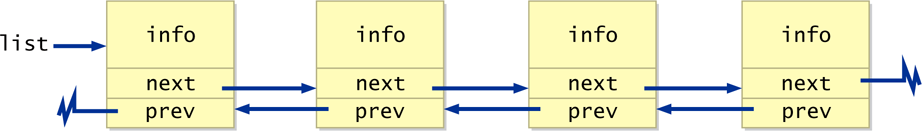 info info info info
list
next next next next
prev prev prev prev